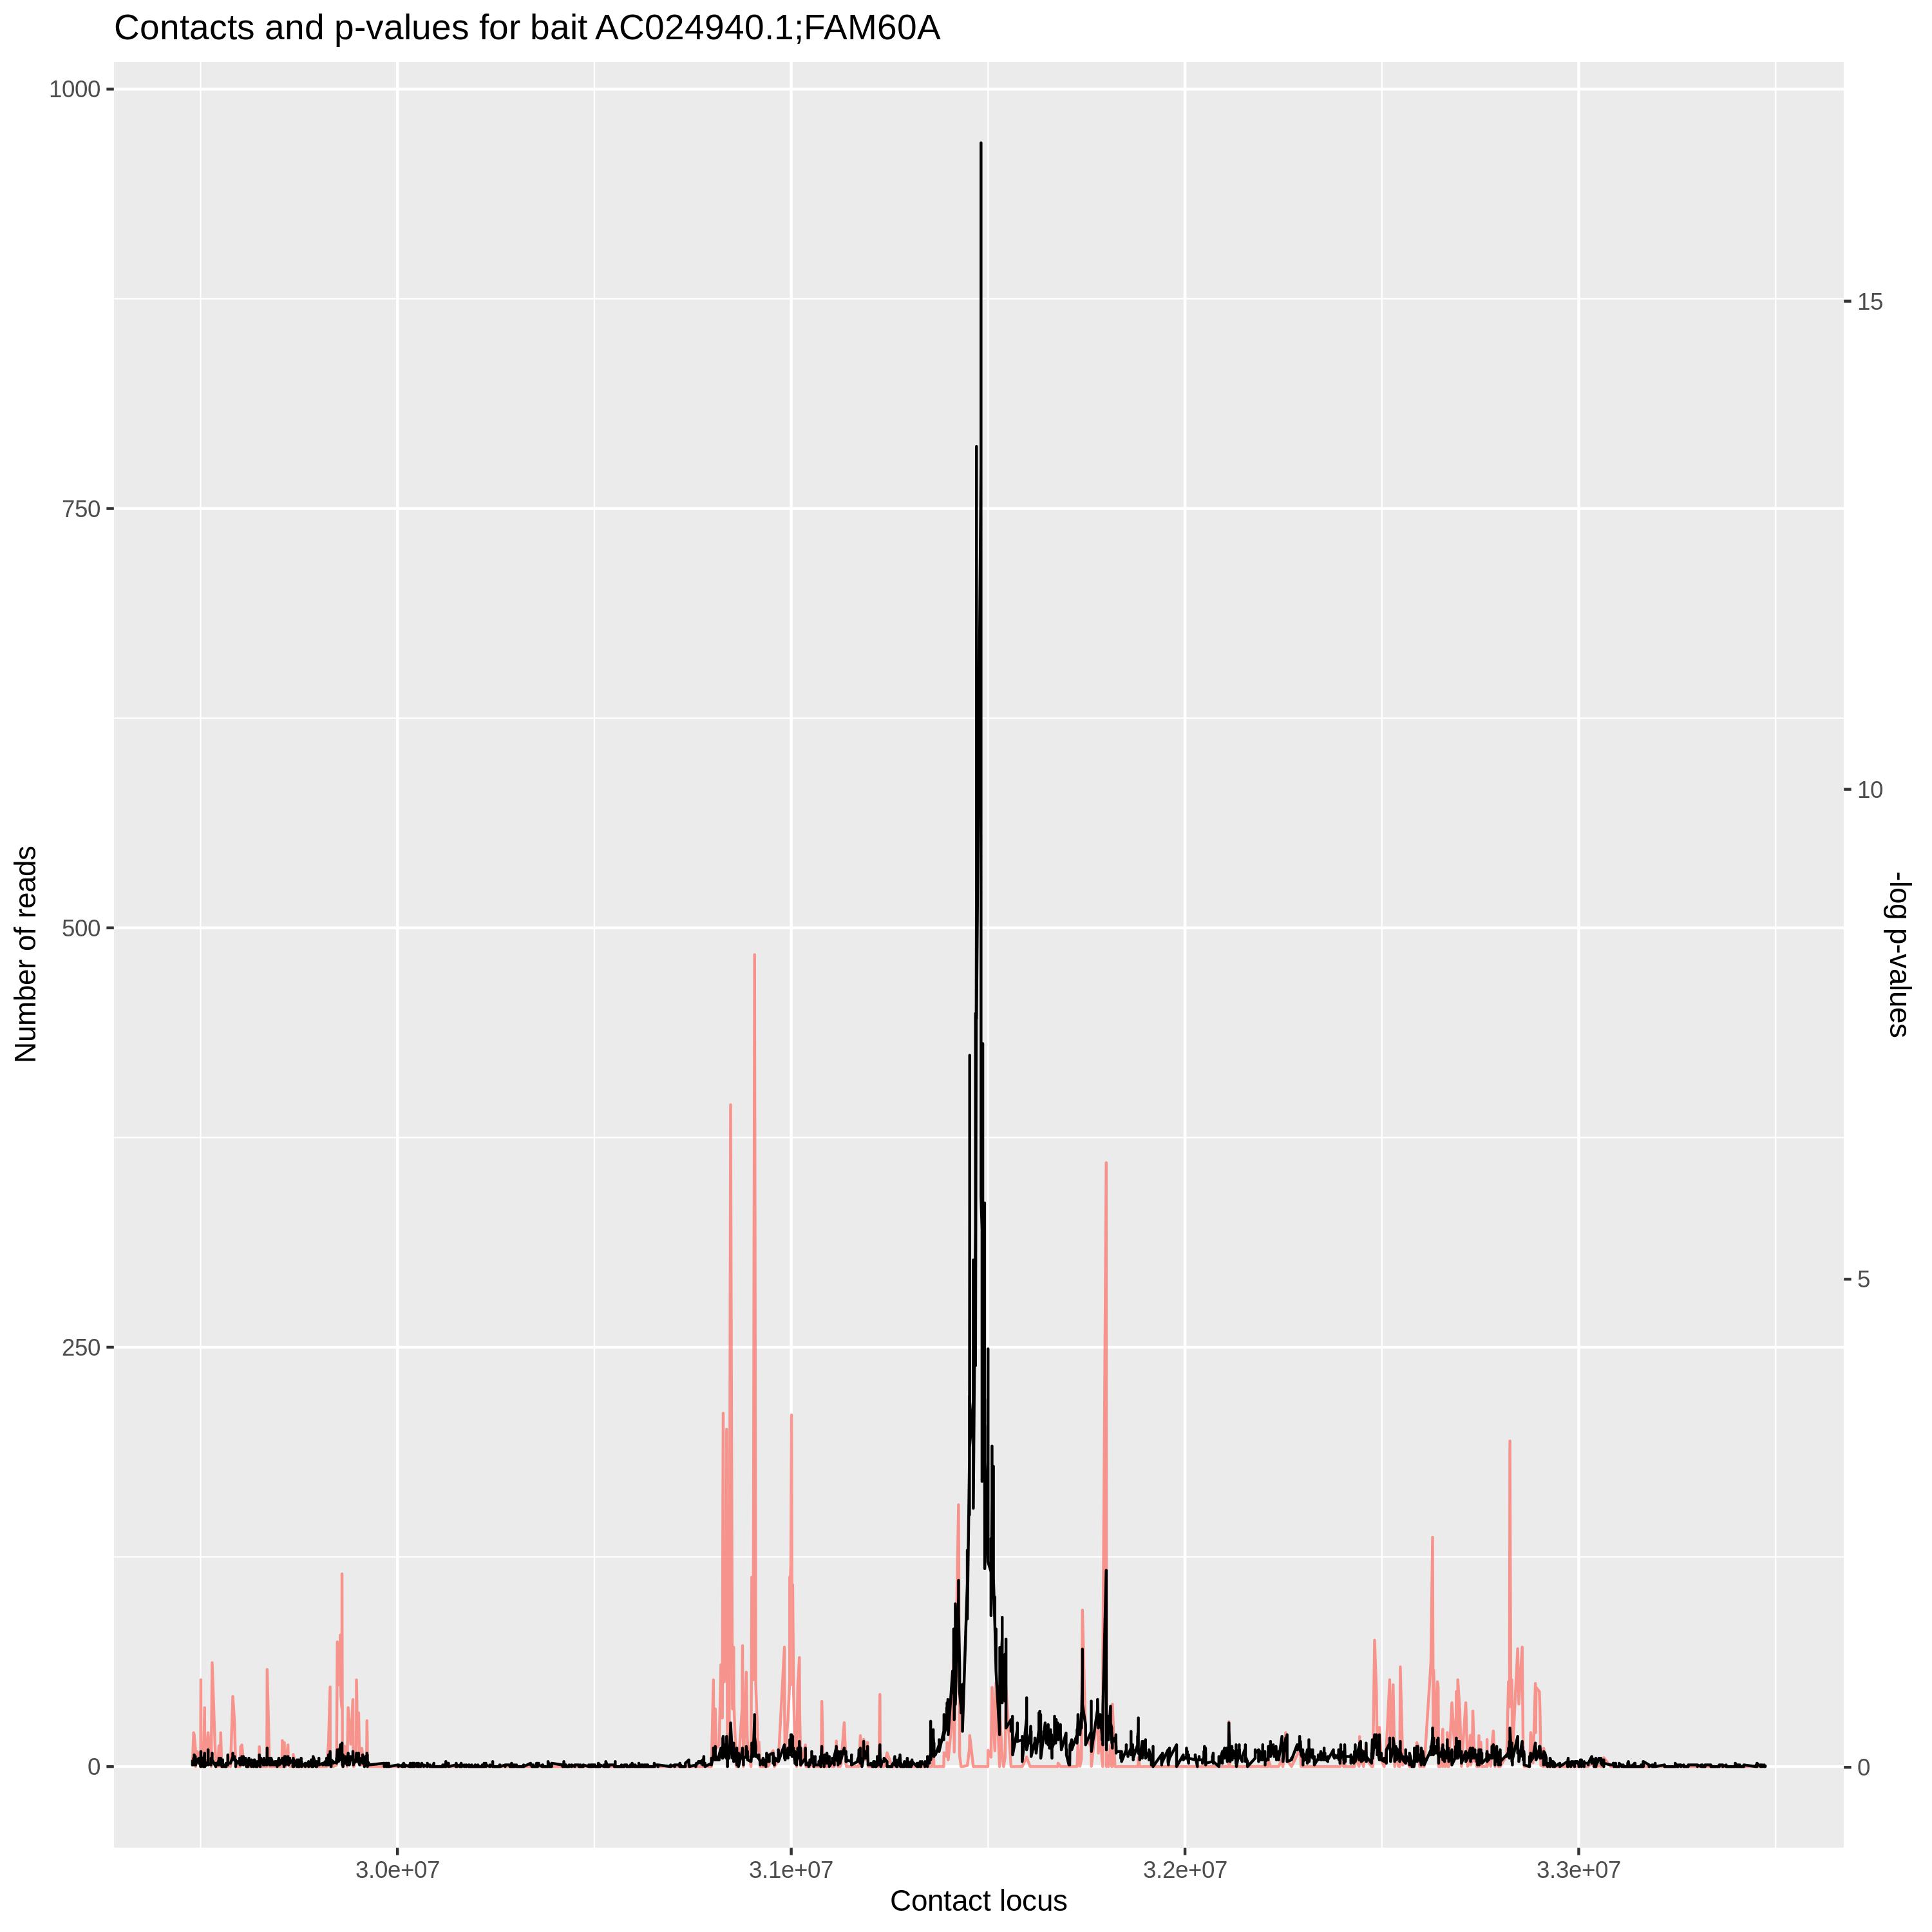 Contacts and p-values for bait AC024940.1;FAM60A
1000
750
500
250
0
Number of reads
15
10
5
0
-log p-values
3.0e+07
3.1e+07
3.2e+07
3.3e+07
Contact locus